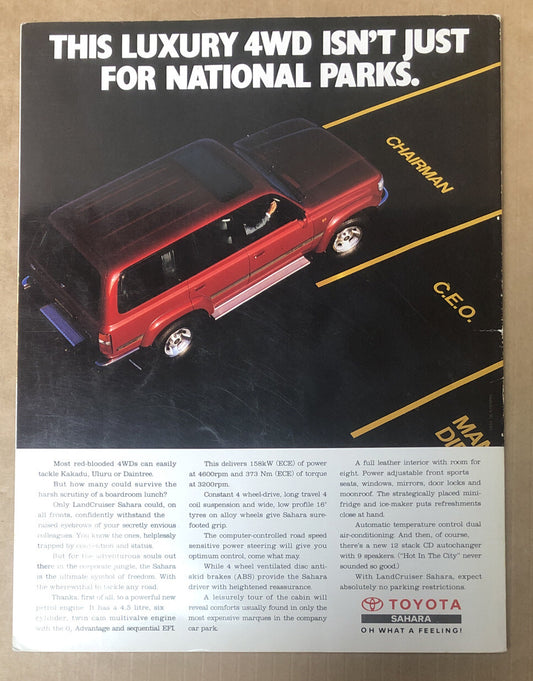 THIS LUXURY 4WD ISN'T JUST
FOR NATIONAL PARKS.
CHAIRMAN
C.E.O.
MAN
DI
Most red-blooded 4WDs can easily
tackle Kakadu, Uluru or Daintree.
But how many could survive the
harsh scrutiny of a boardroom lunch?
Only LandCruiser Sahara could, on
all fronts, confidently withstand the
raised eyebrows of your secretly envious
colleagues. You know the ones, helplessly
trapped by convention and status.
But for the adventurous souls out
there in the corporate jungle, the Sahara
is the ultimate symbol of freedom. With
the wherewithal to tackle any road.
Thanks, first of all, to a powerful new
petrol engine. It has a 4.5 litre, six
cylinder, twin cam multivalve engine
with the Advantage and sequential EFI.
This delivers 158kW (ECE) of power
at 4600rpm and 373 Nm (ECE) of torque
at 3200rpm.
Constant 4 wheel-drive, long travel 4
coil suspension and wide, low profile 16"
tyres on alloy wheels give Sahara sure-
footed grip.
The computer-controlled road speed
sensitive power steering will give you
optimum control, come what may.
While 4 wheel ventilated disc anti-
skid brakes (ABS) provide the Sahara
driver with heightened reassurance.
A leisurely tour of the cabin will
reveal comforts usually found in only the
most expensive marques in the company
car park.
A full leather interior with room for
eight. Power adjustable front sports
seats, windows, mirrors, door locks and
moonroof. The strategically placed mini-
fridge and ice-maker puts refreshments
close at hand.
Automatic temperature control dual
air-conditioning. And then, of course,
there's a new 12 stack CD autochanger
with 9 speakers. ("Hot In The City" never
sounded so good.)
With LandCruiser Sahara, expect
absolutely no parking restrictions.
TOYOTA
SAHARA
OH WHAT A FEELING!